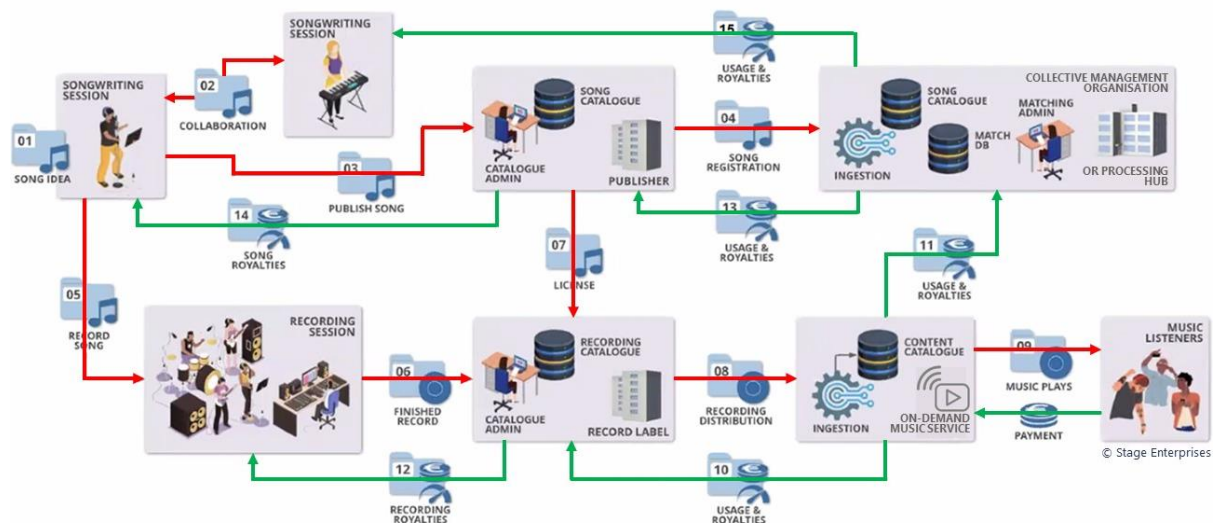 SONGWRITING
SESSION
15
USAGE &
ROYALTIES
SONGWRITING
SESSION
02
COLLABORATION
01
SONG IDEA
03
PUBLISH SONG
SONG
CATALOGUE
CATALOGUE
ADMIN
PUBLISHER
04
SONG
REGISTRATION
COLLECTIVE MANAGEMENT
ORGANISATION
SONG
CATALOGUE
MATCHING
ADMIN
MATCH
DB
INGESTION
OR PROCESSING
HUB
14
SONG
ROYALTIES
13
USAGE &
ROYALTIES
07
LICENSE
11
USAGE &
ROYALTIES
05
RECORD
SONG
RECORDING
SESSION
06
FINISHED
RECORD
RECORDING
CATALOGUE
CATALOGUE
ADMIN
RECORD LABEL
08
RECORDING
DISTRIBUTION
CONTENT
CATALOGUE
INGESTION
ON-DEMAND
MUSIC SERVICE
09
MUSIC PLAYS
PAYMENT
MUSIC
LISTENERS
© Stage Enterprises
12
RECORDING
ROYALTIES
10
USAGE &
ROYALTIES